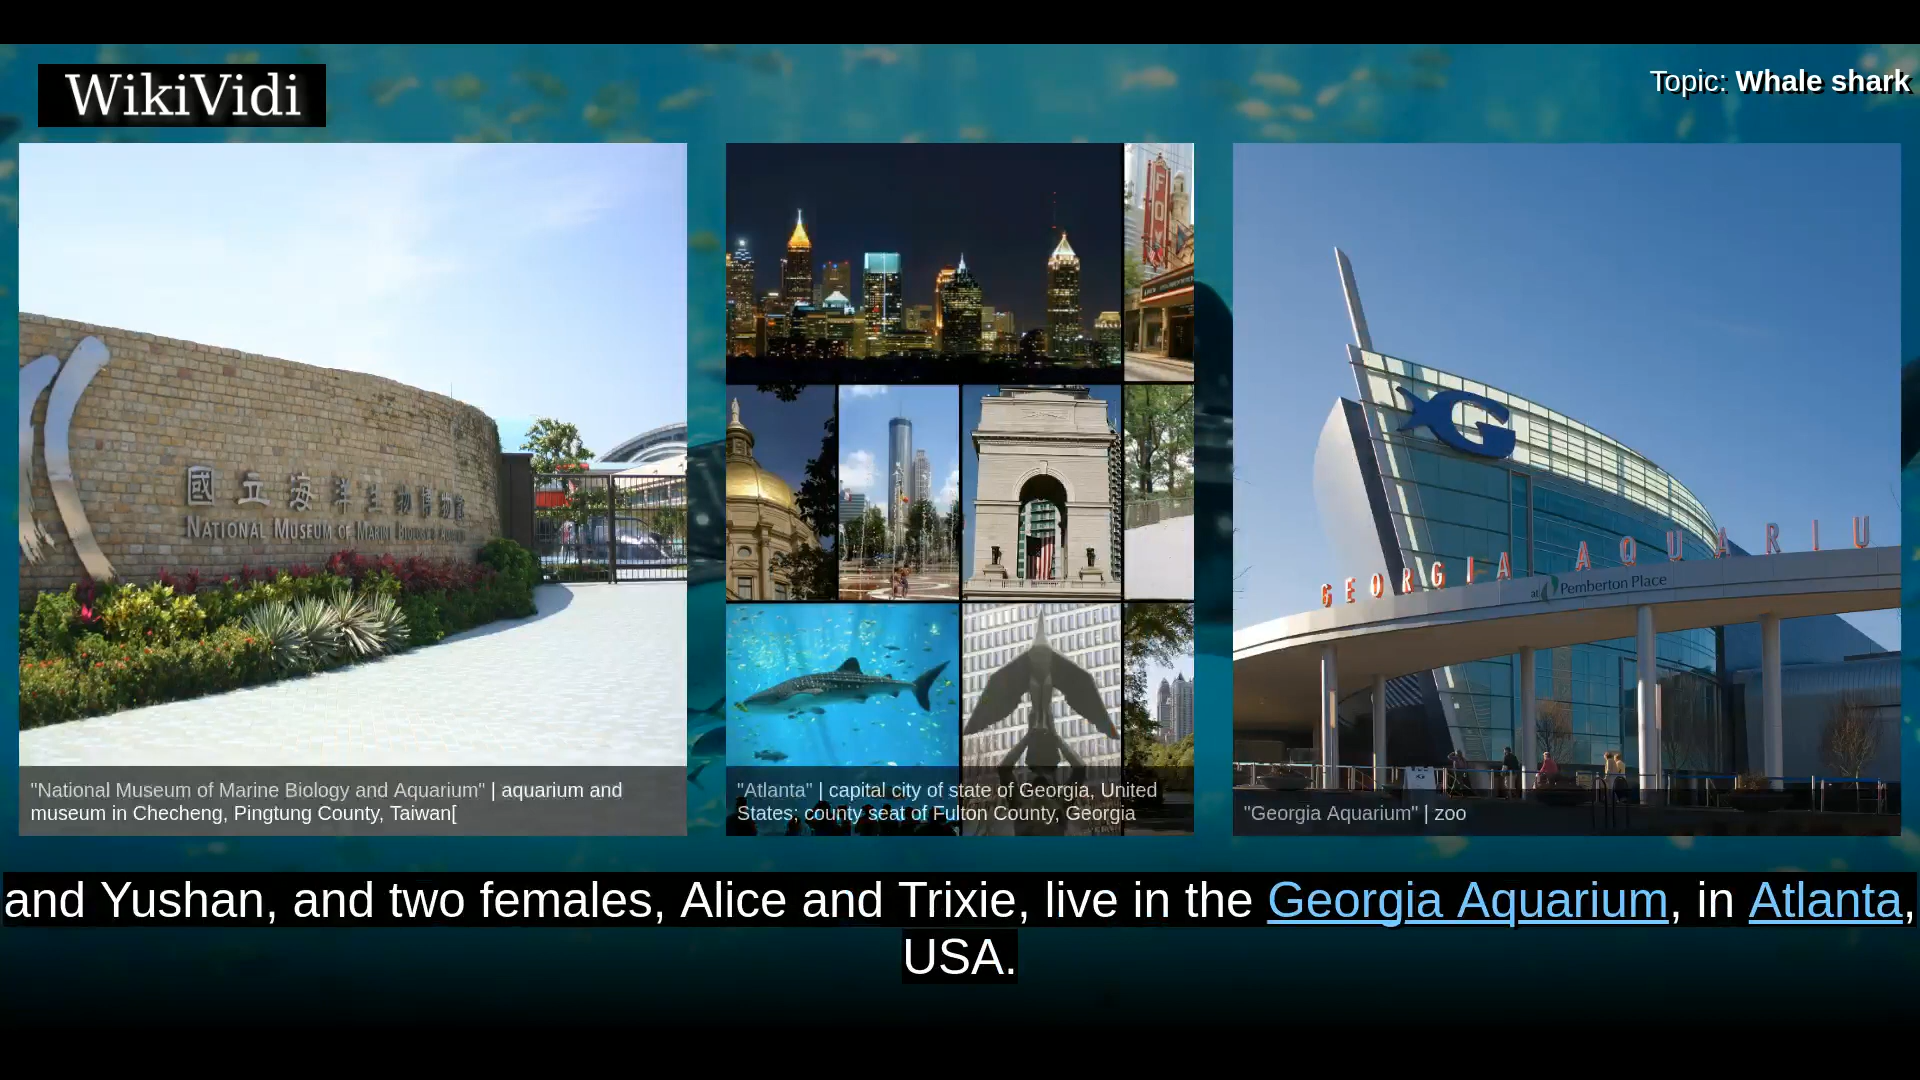 WikiVidi
Topic: Whale shark
FOX
國立海洋生物博物館
NATIONAL MUSEUM OF MARINE BIOLOGY & AQUARIUM
GEORGIA AQUARIU
at Pemberton Place
"National Museum of Marine Biology and Aquarium" | aquarium and
museum in Checheng, Pingtung County, Taiwan[
"Atlanta" | capital city of state of Georgia, United
States; county seat of Fulton County, Georgia
"Georgia Aquarium" | zoo
and Yushan, and two females, Alice and Trixie, live in the Georgia Aquarium, in Atlanta,
USA.